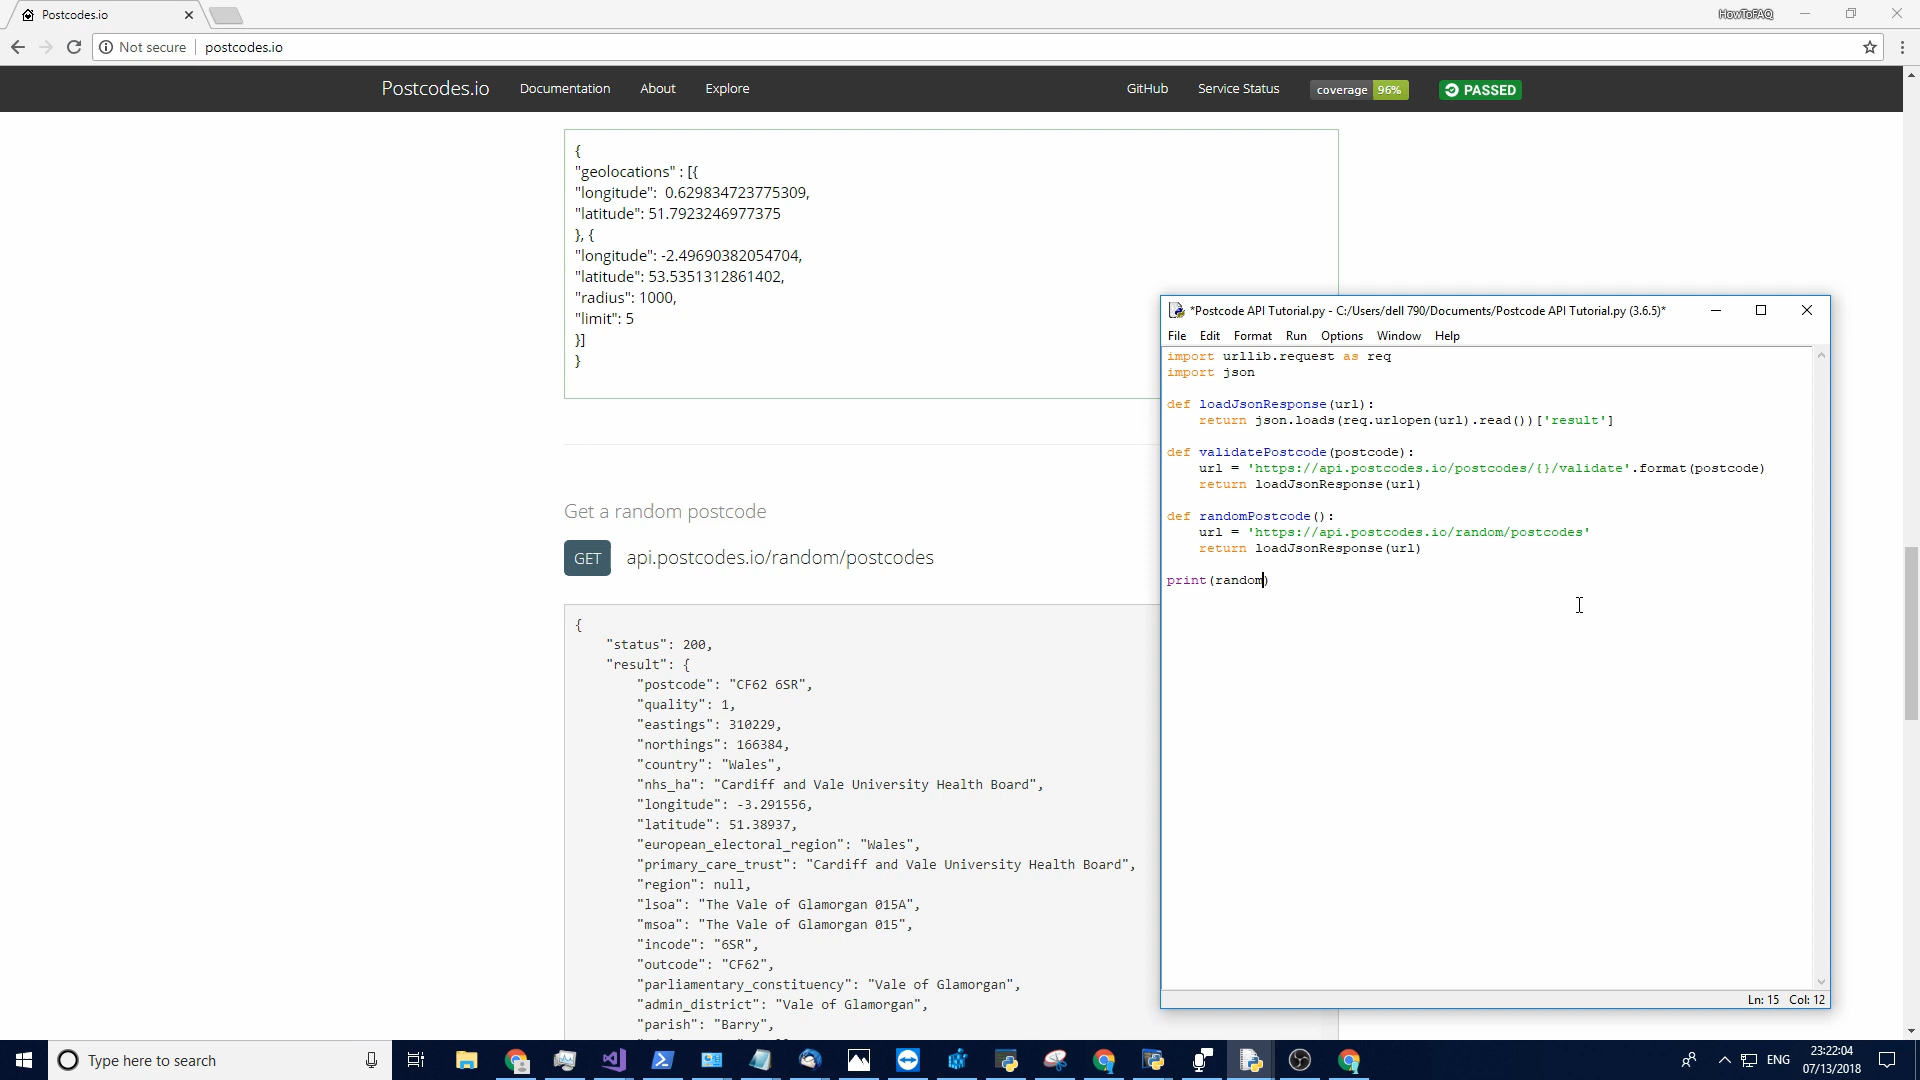 Postcodes.io
HowToFAQ
Not secure
postcodes.io
Postcodes.io Documentation About Explore GitHub Service Status coverage 96% PASSED
{
"geolocations" : [{
"longitude":  0.629834723775309,
"latitude": 51.7923246977375
}, {
"longitude": -2.49690382054704,
"latitude": 53.5351312861402,
"radius": 1000,
"limit": 5
}]
}
Get a random postcode
GET api.postcodes.io/random/postcodes
{
"status": 200,
"result": {
"postcode": "CF62 6SR",
"quality": 1,
"eastings": 310229,
"northings": 166384,
"country": "Wales",
"nhs_ha": "Cardiff and Vale University Health Board",
"longitude": -3.291556,
"latitude": 51.38937,
"european_electoral_region": "Wales",
"primary_care_trust": "Cardiff and Vale University Health Board",
"region": null,
"lsoa": "The Vale of Glamorgan 015A",
"msoa": "The Vale of Glamorgan 015",
"incode": "6SR",
"outcode": "CF62",
"parliamentary_constituency": "Vale of Glamorgan",
"admin_district": "Vale of Glamorgan",
"parish": "Barry",
*Postcode API Tutorial.py - C:/Users/dell 790/Documents/Postcode API Tutorial.py (3.6.5)*
File Edit Format Run Options Window Help
import urllib.request as req
import json
def loadJsonResponse(url):
return json.loads(req.urlopen(url).read())['result']
def validatePostcode(postcode):
url = 'https://api.postcodes.io/postcodes/{}/validate'.format(postcode)
return loadJsonResponse(url)
def randomPostcode():
url = 'https://api.postcodes.io/random/postcodes'
return loadJsonResponse(url)
print(random)
Ln: 15 Col: 12
Type here to search
ENG
23:22:04
07/13/2018